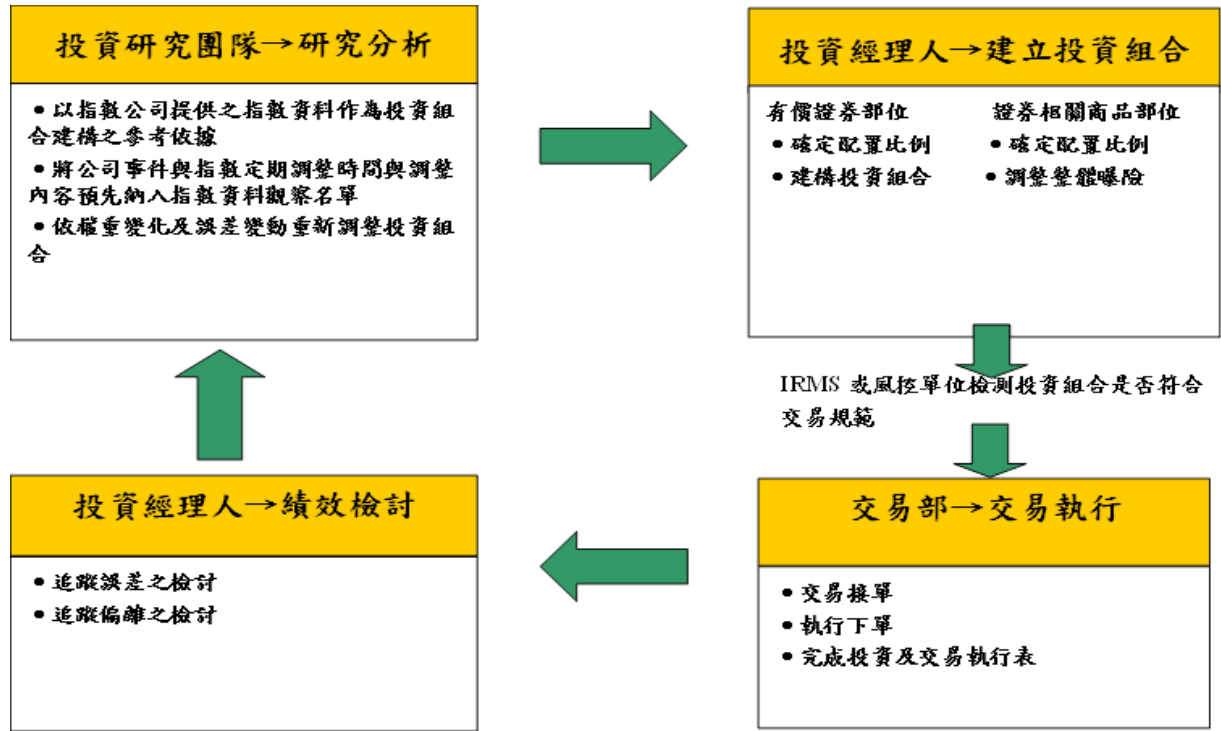 投資研究團隊→研究分析
•以指數公司提供之指數資料作為投資組
合建構之參考依據
•將公司事件與指數定期調整時間與調整
內容預先納入指數資料觀察名單
•依權重變化及誤差變動重新調整投資組
合
投資經理人→建立投資組合
有價證券部位
•確定配置比例
•建構投資組合
證券相關商品部位
•確定配置比例
•調整整體曝險
IRMS 或風控單位檢測投資組合是否符合
交易規範
交易部→交易執行
•交易接單
•執行下單
•完成投資及交易執行表
投資經理人→績效檢討
•追蹤誤差之檢討
•追蹤偏離之檢討